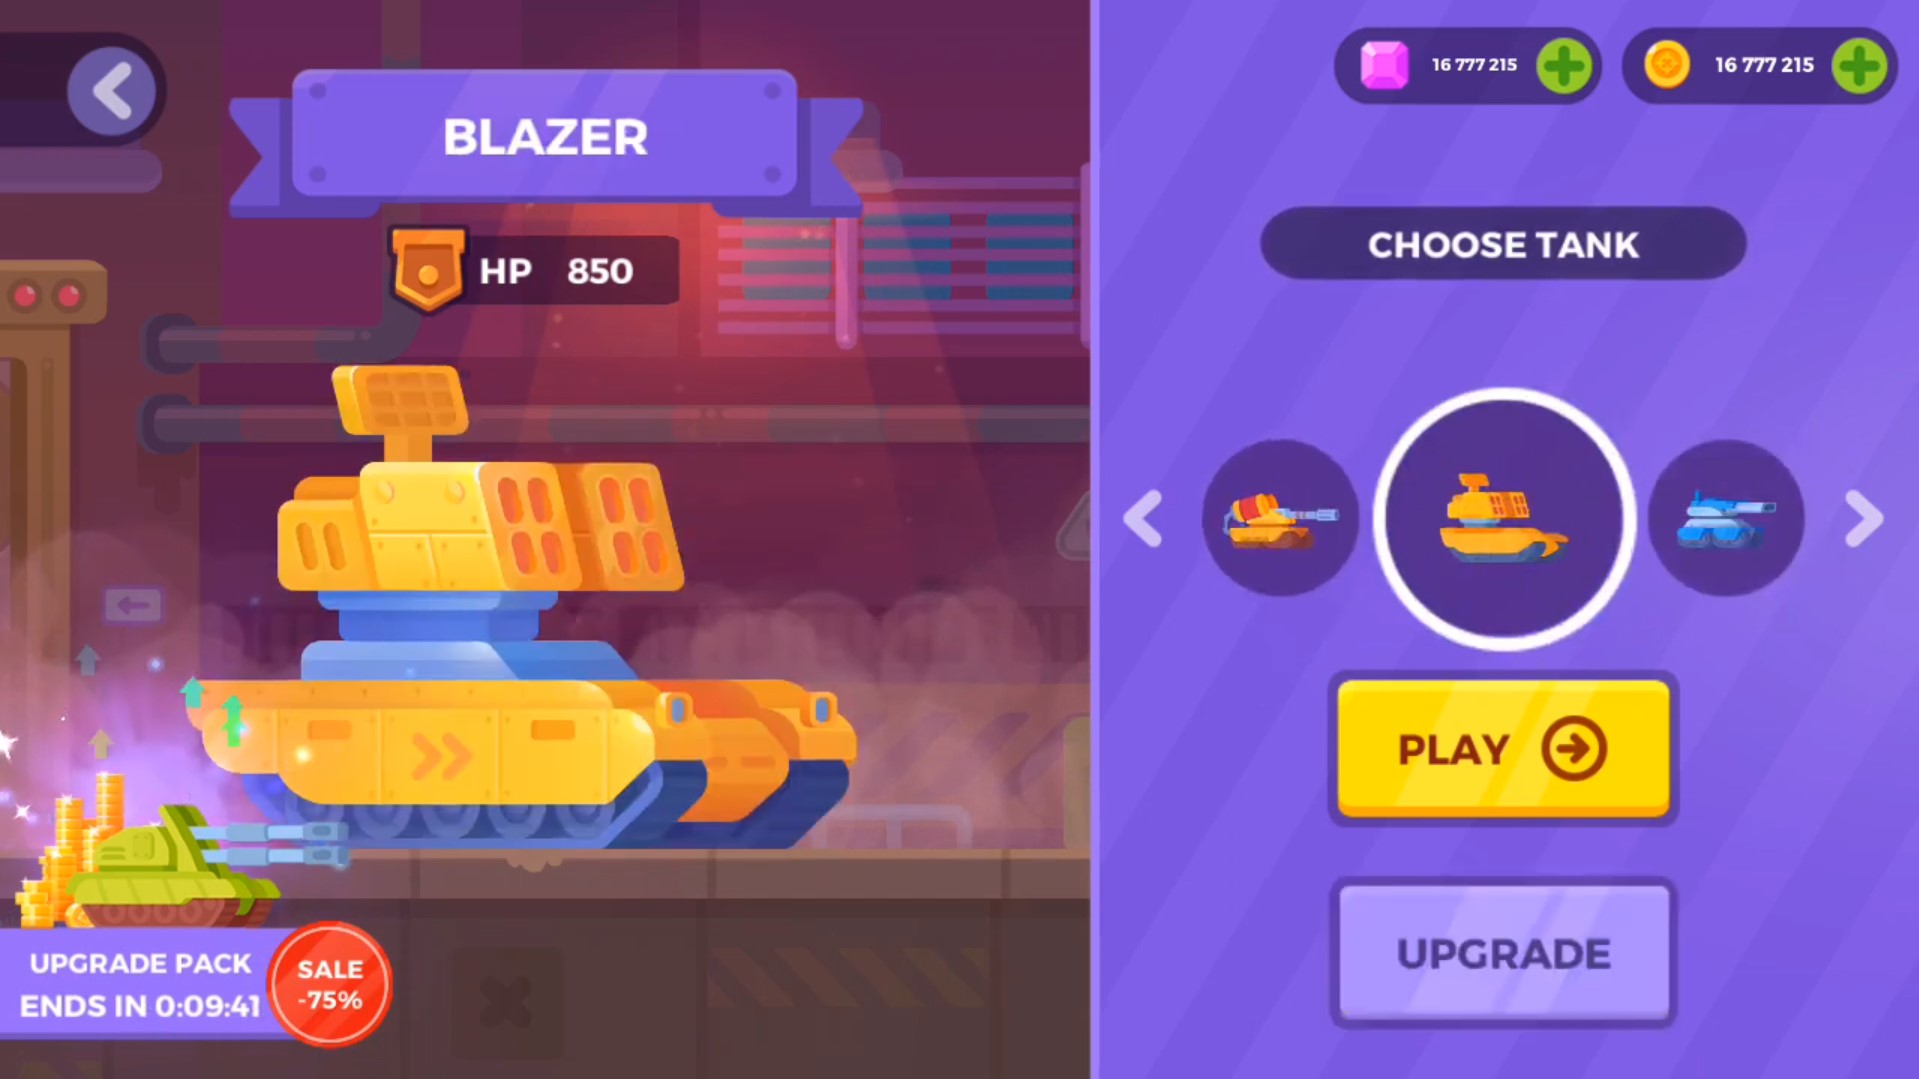 BLAZER
HP 850
16 777 215
16 777 215
CHOOSE TANK
PLAY
UPGRADE
UPGRADE PACK
ENDS IN 0:09:41
SALE
-75%